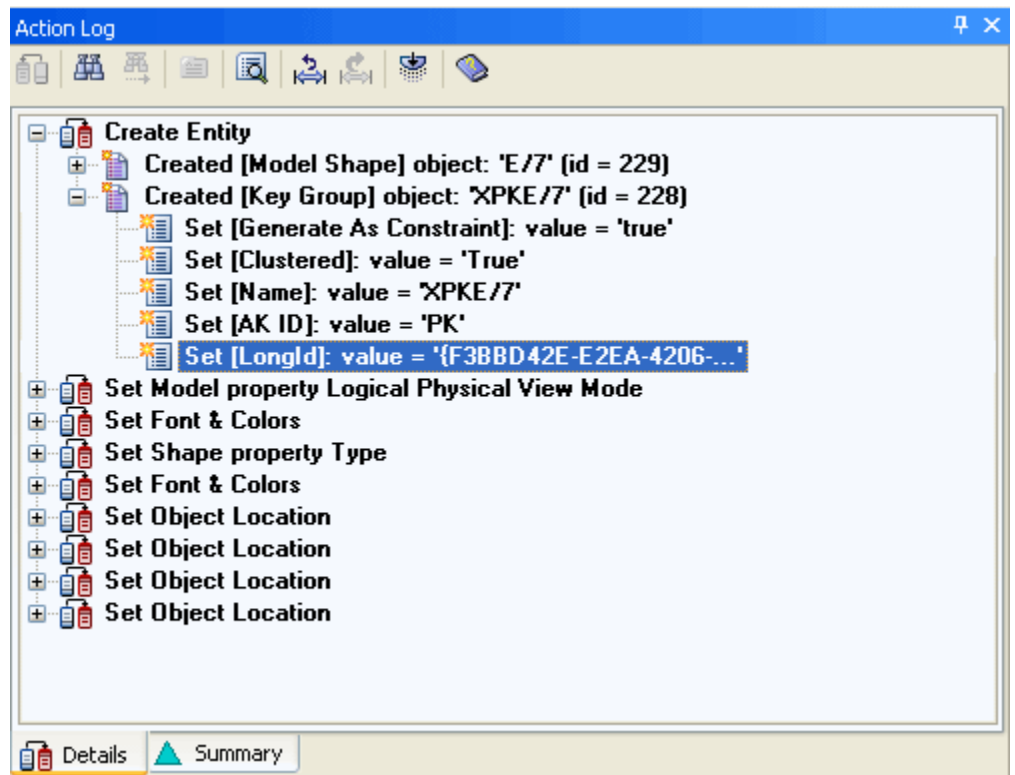 Action Log
Create Entity
Created [Model Shape] object: 'E/7' (id = 229)
Created [Key Group] object: 'XPKE/7' (id = 228)
Set [Generate As Constraint]: value = 'true'
Set [Clustered]: value = 'True'
Set [Name]: value = 'XPKE/7'
Set [AK ID]: value = 'PK'
Set [LongId]: value = '{F3BBD42E-E2EA-4206-...'
Set Model property Logical Physical View Mode
Set Font & Colors
Set Shape property Type
Set Font & Colors
Set Object Location
Set Object Location
Set Object Location
Set Object Location
Details Summary